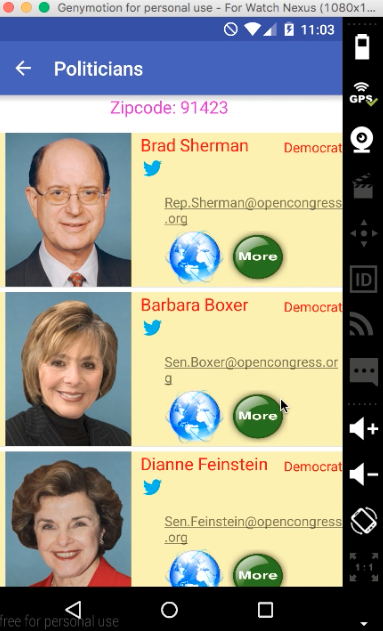 Genymotion for personal use - For Watch Nexus (1080x1...
11:03
Politicians
GPS
Zipcode: 91423
Brad Sherman
Democrat
Rep.Sherman@opencongress
.org
More
ID
Barbara Boxer
Democrat
Sen.Boxer@opencongress.or
g
More
Dianne Feinstein
Democrat
Sen.Feinstein@opencongress
.org
More
1:1
free for personal use